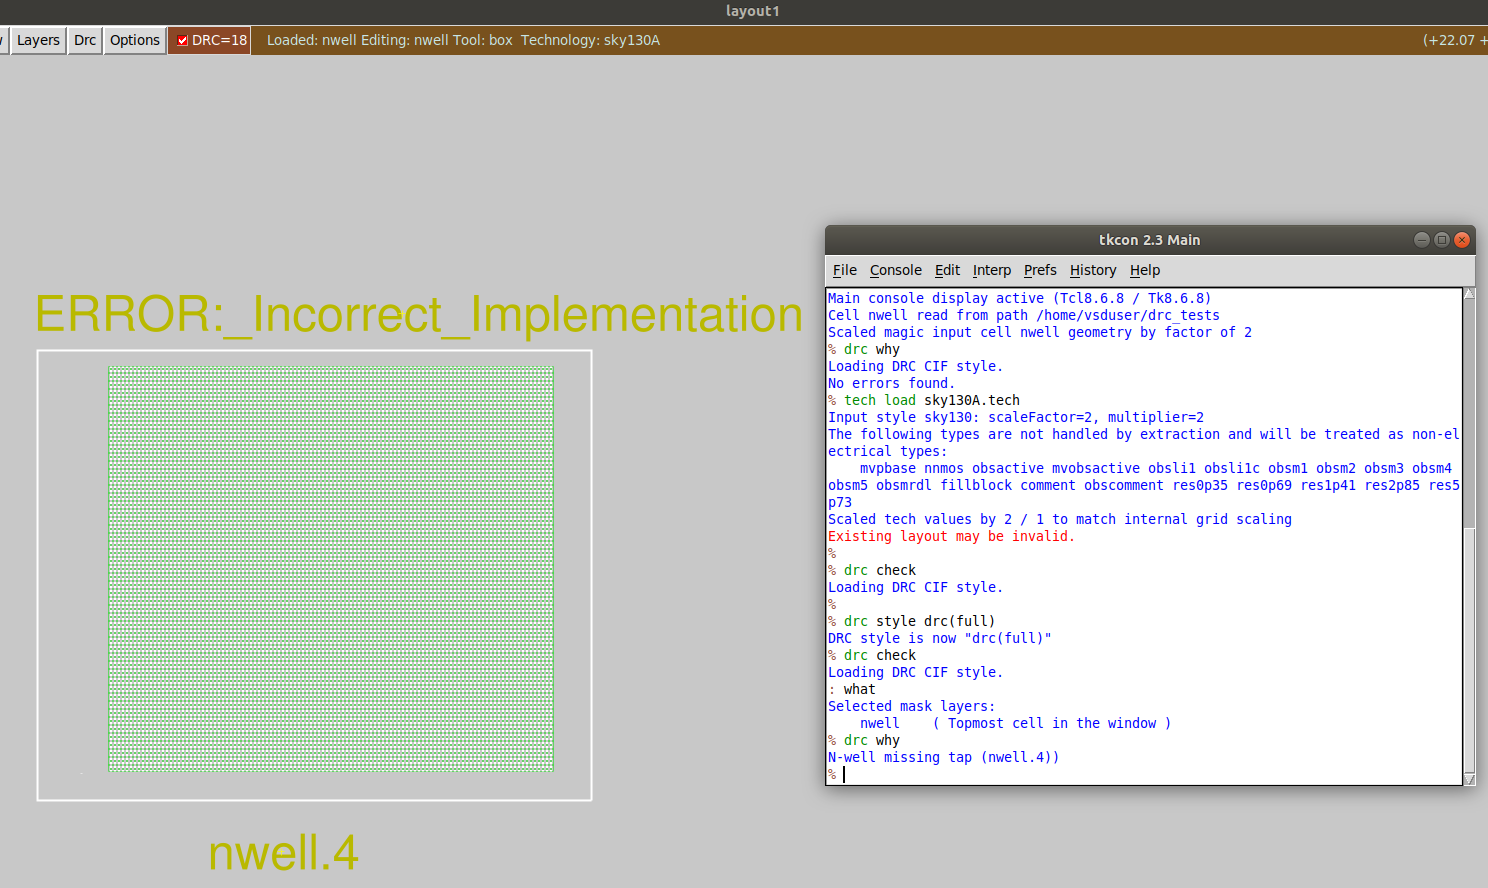 layout1
Layers Drc Options DRC=18 Loaded: nwell Editing: nwell Tool: box Technology: sky130A (+22.07 +
ERROR:_Incorrect_Implementation
nwell.4
tkcon 2.3 Main
File Console Edit Interp Prefs History Help
Main console display active (Tcl8.6.8 / Tk8.6.8)
Cell nwell read from path /home/vsduser/drc_tests
Scaled magic input cell nwell geometry by factor of 2
% drc why
Loading DRC CIF style.
No errors found.
% tech load sky130A.tech
Input style sky130: scaleFactor=2, multiplier=2
The following types are not handled by extraction and will be treated as non-el
ectrical types:
mvpbase nnmos obsactive mvobsactive obsli1 obsli1c obsm1 obsm2 obsm3 obsm4
obsm5 obsmrdl fillblock comment obscomment res0p35 res0p69 res1p41 res2p85 res5
p73
Scaled tech values by 2 / 1 to match internal grid scaling
Existing layout may be invalid.
%
% drc check
Loading DRC CIF style.
%
% drc style drc(full)
DRC style is now "drc(full)"
% drc check
Loading DRC CIF style.
: what
Selected mask layers:
nwell ( Topmost cell in the window )
% drc why
N-well missing tap (nwell.4))
%